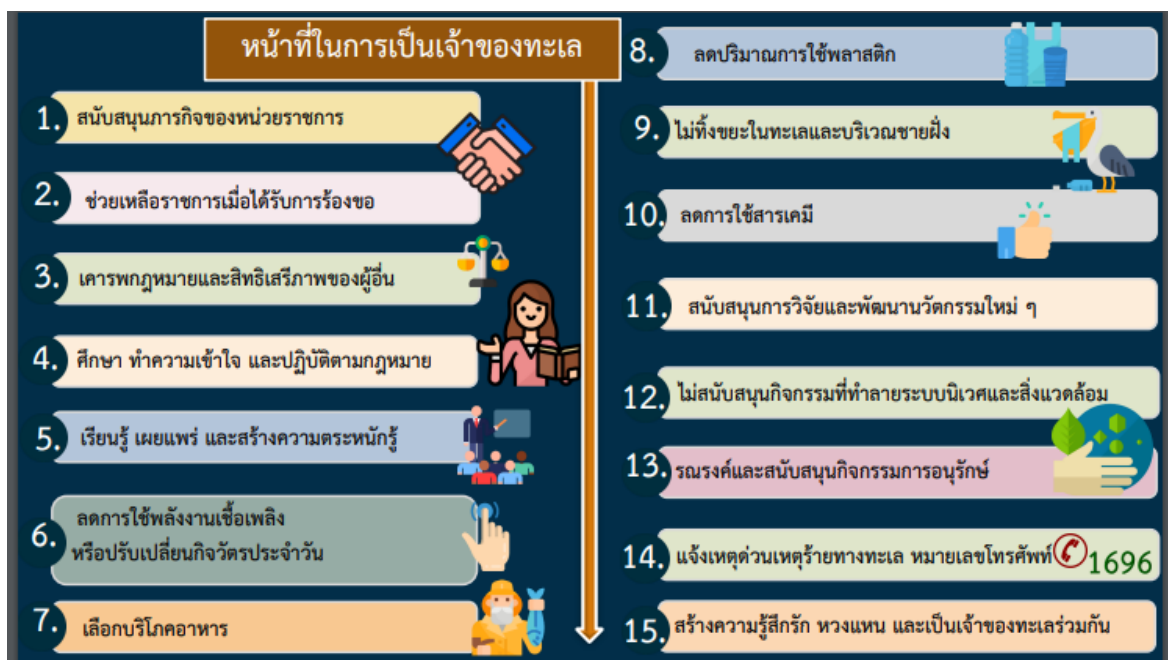 หน้าที่ในการเป็นเจ้าของทะเล
1. สนับสนุนภารกิจของหน่วยราชการ
2. ช่วยเหลือราชการเมื่อได้รับการร้องขอ
3. เคารพกฎหมายและสิทธิเสรีภาพของผู้อื่น
4. ศึกษา ทำความเข้าใจ และปฏิบัติตามกฎหมาย
5. เรียนรู้ เผยแพร่ และสร้างความตระหนักรู้
6. ลดการใช้พลังงานเชื้อเพลิง
หรือปรับเปลี่ยนกิจวัตรประจำวัน
7. เลือกบริโภคอาหาร
8. ลดปริมาณการใช้พลาสติก
9. ไม่ทิ้งขยะในทะเลและบริเวณชายฝั่ง
10. ลดการใช้สารเคมี
11. สนับสนุนการวิจัยและพัฒนานวัตกรรมใหม่ ๆ
12. ไม่สนับสนุนกิจกรรมที่ทำลายระบบนิเวศและสิ่งแวดล้อม
13. รณรงค์และสนับสนุนกิจกรรมการอนุรักษ์
14. แจ้งเหตุด่วนเหตุร้ายทางทะเล หมายเลขโทรศัพท์ 1696
15. สร้างความรู้สึกรัก หวงแหน และเป็นเจ้าของทะเลร่วมกัน